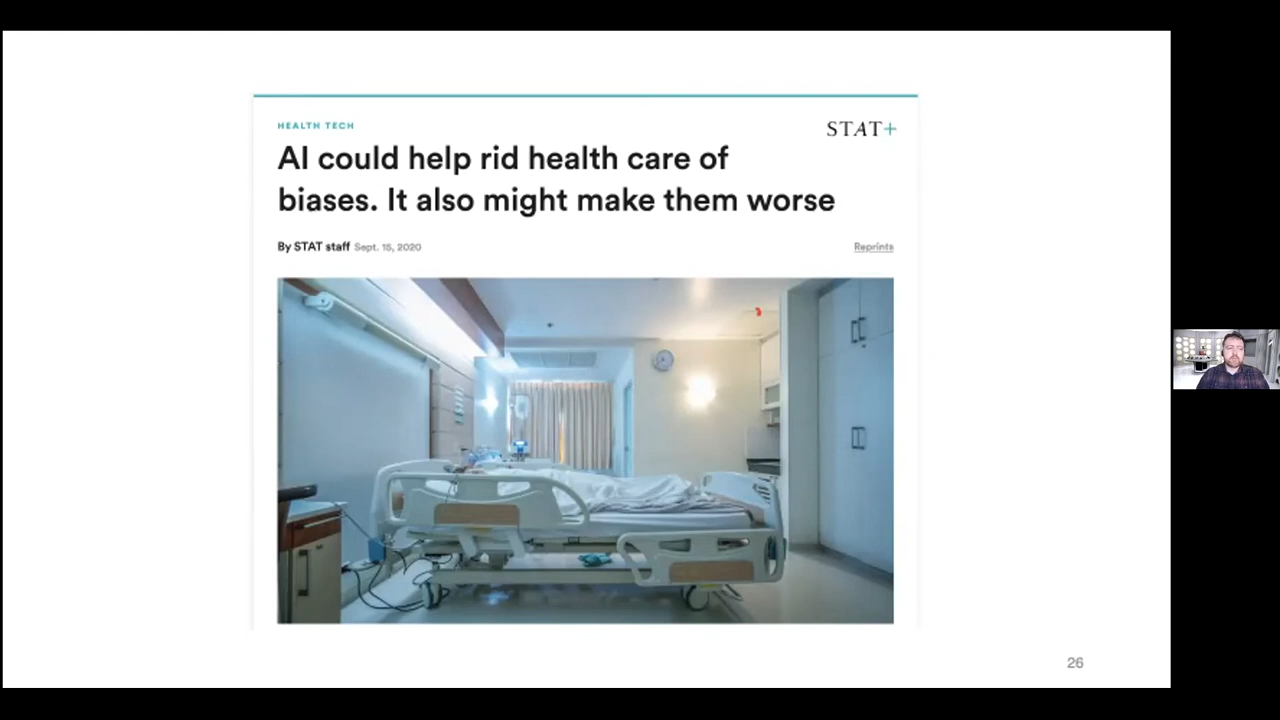 HEALTH TECH
STAT+
AI could help rid health care of
biases. It also might make them worse
By STAT staff Sept. 15, 2020
Reprints
26